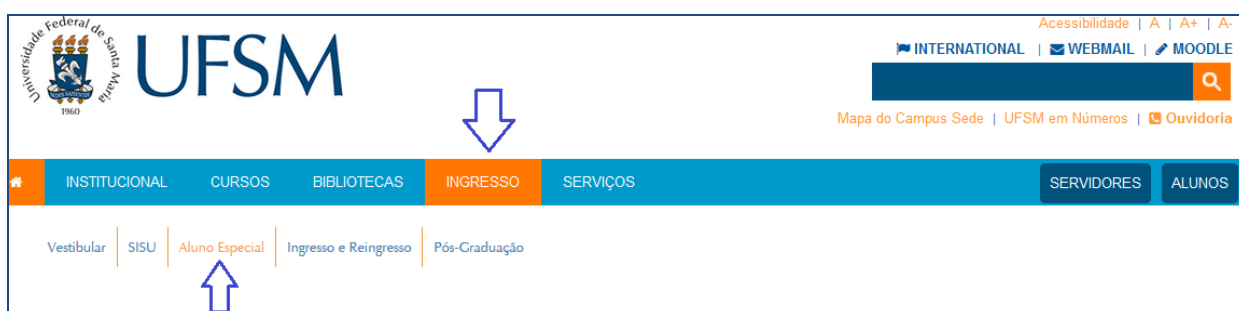 Universidade Federal de Santa Maria
1960
UFSM
Acessibilidade | A | A+ | A-
INTERNATIONAL | WEBMAIL | MOODLE
Mapa do Campus Sede | UFSM em Números | Ouvidoria
INSTITUCIONAL CURSOS BIBLIOTECAS INGRESSO SERVIÇOS SERVIDORES ALUNOS
Vestibular SISU Aluno Especial Ingresso e Reingresso Pós-Graduação